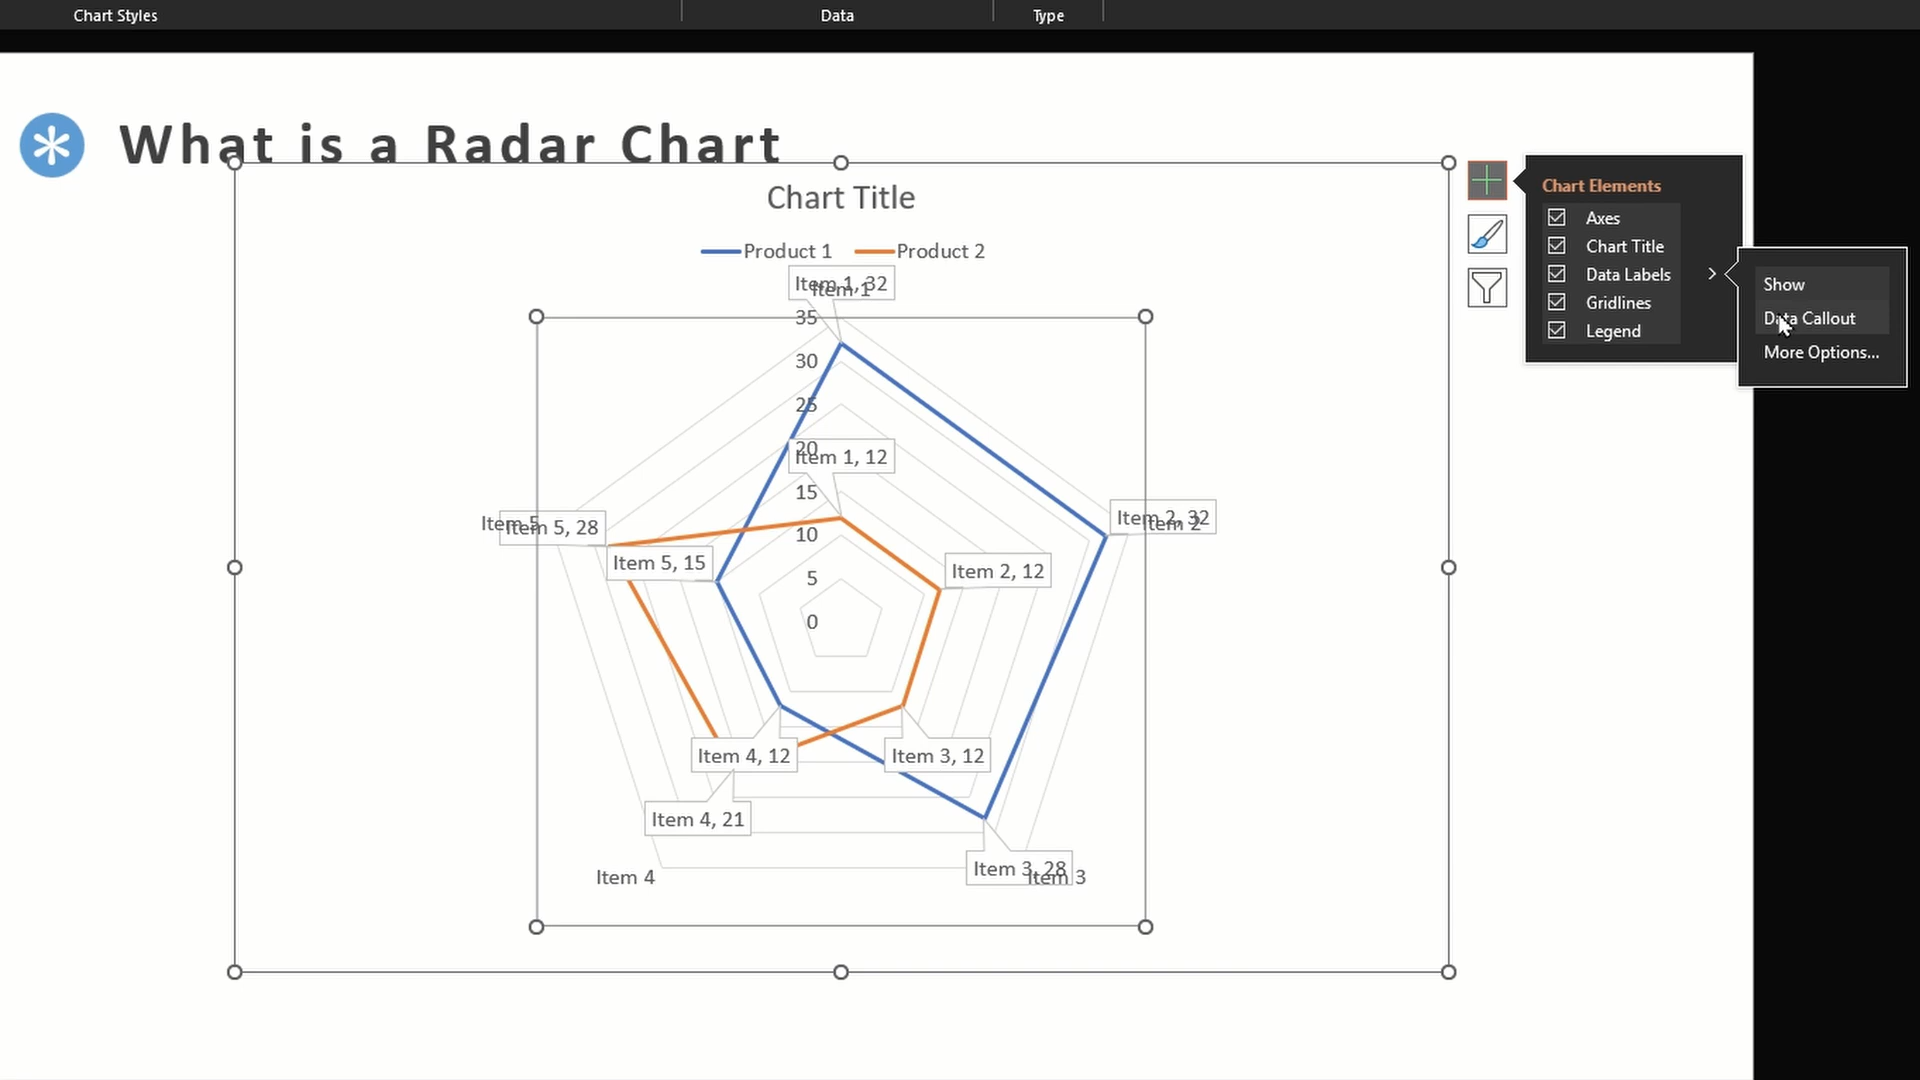 Chart Styles
Data
Type
What is a Radar Chart
Chart Title
Product 1
Product 2
Item 1, 32
Item 1
35
30
25
20
Item 1, 12
15
10
5
0
Item 5
Item 5, 28
Item 5, 15
Item 2, 32
Item 2
Item 2, 12
Item 4, 12
Item 3, 12
Item 4, 21
Item 4
Item 3, 28
Item 3
Chart Elements
Axes
Chart Title
Data Labels
Gridlines
Legend
Show
Data Callout
More Options...